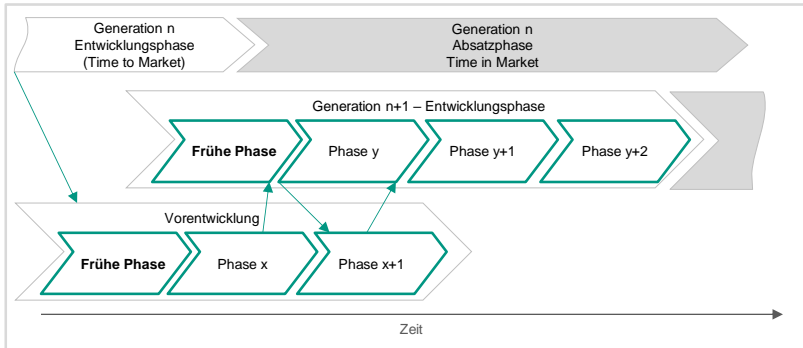 Generation n
Entwicklungsphase
(Time to Market)
Generation n
Absatzphase
Time in Market
Generation n+1 – Entwicklungsphase
Frühe Phase
Phase y
Phase y+1
Phase y+2
Vorentwicklung
Frühe Phase
Phase x
Phase x+1
Zeit